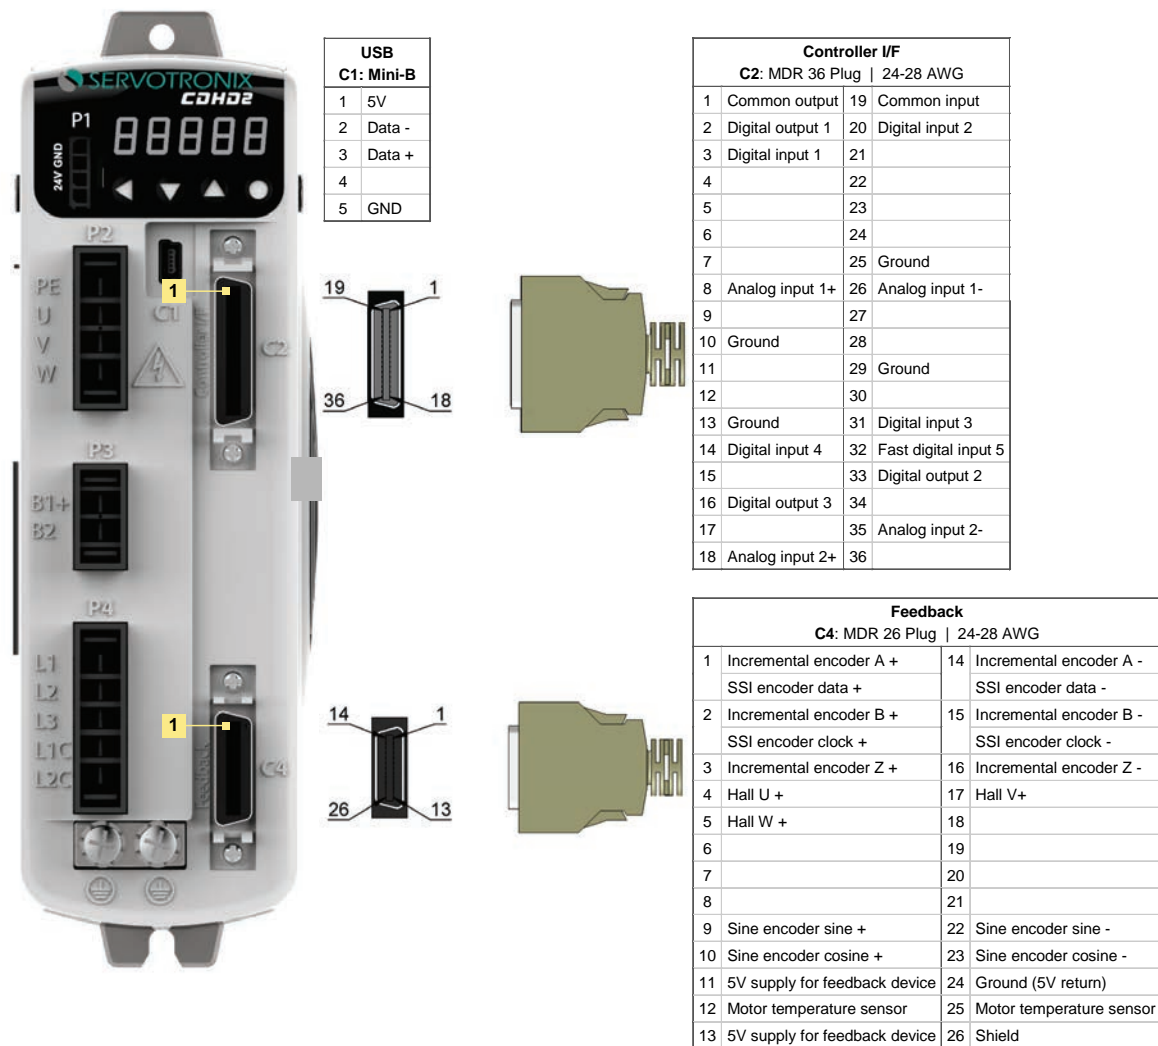 SERVOTRONIX
CDHD2
P1
24V GND
P2
PE
U
V
W
C1
1
Controller I/F
C2
P3
B1+
B2
P4
L1
L2
L3
L1C
L2C
1
Feedback
C4
USB
C1: Mini-B
1 5V
2 Data -
3 Data +
4
5 GND
19 1
36 18
14 1
26 13
Controller I/F
C2: MDR 36 Plug | 24-28 AWG
1 Common output 19 Common input
2 Digital output 1 20 Digital input 2
3 Digital input 1 21
4 22
5 23
6 24
7 25 Ground
8 Analog input 1+ 26 Analog input 1-
9 27
10 Ground 28
11 29 Ground
12 30
13 Ground 31 Digital input 3
14 Digital input 4 32 Fast digital input 5
15 33 Digital output 2
16 Digital output 3 34
17 35 Analog input 2-
18 Analog input 2+ 36
Feedback
C4: MDR 26 Plug | 24-28 AWG
1 Incremental encoder A + 14 Incremental encoder A -
SSI encoder data + SSI encoder data -
2 Incremental encoder B + 15 Incremental encoder B -
SSI encoder clock + SSI encoder clock -
3 Incremental encoder Z + 16 Incremental encoder Z -
4 Hall U + 17 Hall V+
5 Hall W + 18
6 19
7 20
8 21
9 Sine encoder sine + 22 Sine encoder sine -
10 Sine encoder cosine + 23 Sine encoder cosine -
11 5V supply for feedback device 24 Ground (5V return)
12 Motor temperature sensor 25 Motor temperature sensor
13 5V supply for feedback device 26 Shield